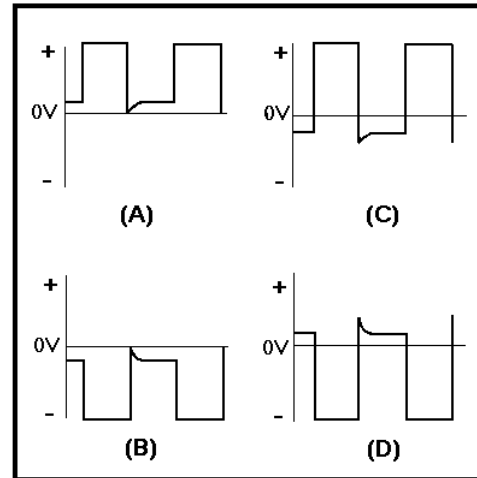 + +
0V 0V
- -
(A) (C)
+ +
0V 0V
- -
(B) (D)